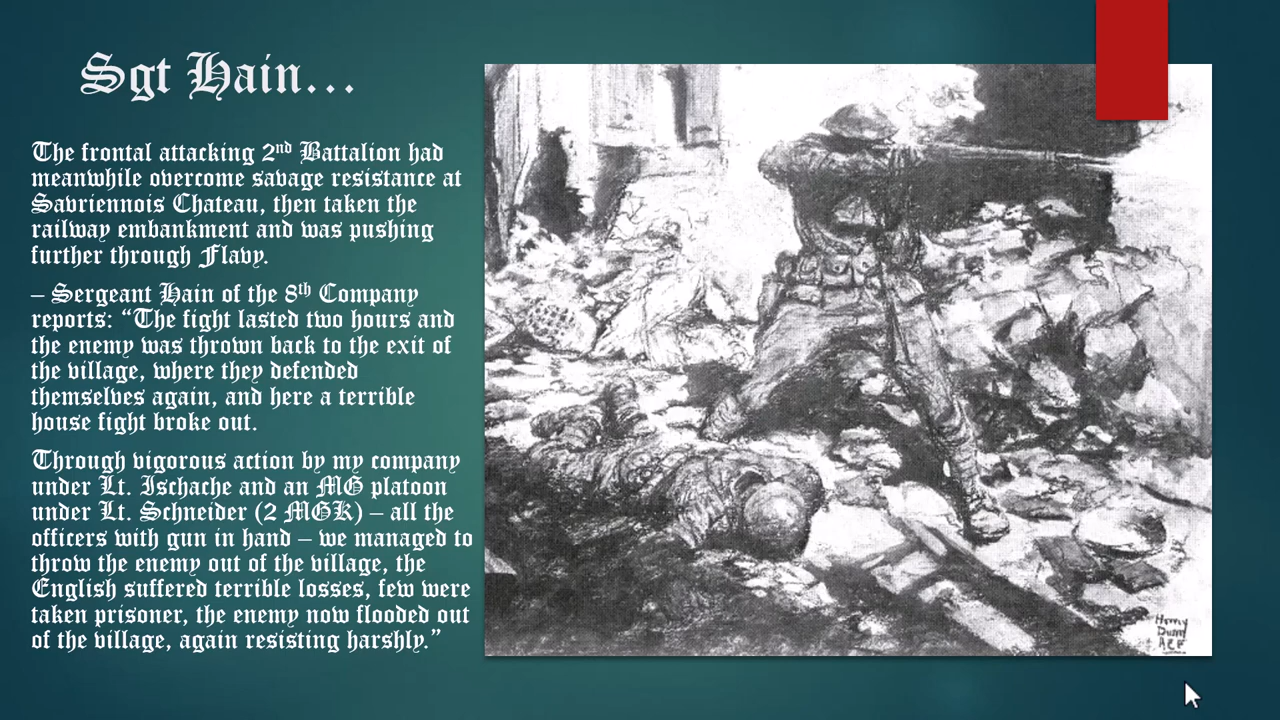 Sgt Hain...
The frontal attacking 2nd Battalion had
meanwhile overcome savage resistance at
Savriennois Chateau, then taken the
railway embankment and was pushing
further through Flavy.
– Sergeant Hain of the 8th Company
reports: “The fight lasted two hours and
the enemy was thrown back to the exit of
the village, where they defended
themselves again, and here a terrible
house fight broke out.
Through vigorous action by my company
under Lt. Ischache and an MG platoon
under Lt. Schneider (2 MGK) – all the
officers with gun in hand – we managed to
throw the enemy out of the village, the
English suffered terrible losses, few were
taken prisoner, the enemy now flooded out
of the village, again resisting harshly.”
Dunn
AEF